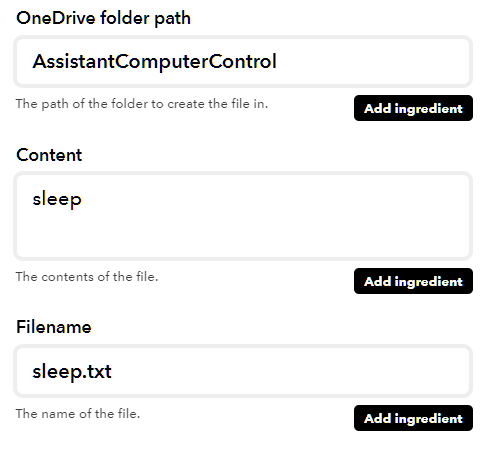 OneDrive folder path
AssistantComputerControl
The path of the folder to create the file in.
Add ingredient
Content
sleep
The contents of the file.
Add ingredient
Filename
sleep.txt
The name of the file.
Add ingredient